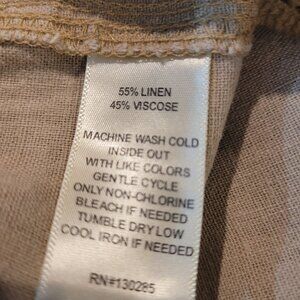 55% LINEN
45% VISCOSE
MACHINE WASH COLD
INSIDE OUT
WITH LIKE COLORS
GENTLE CYCLE
ONLY NON-CHLORINE
BLEACH IF NEEDED
TUMBLE DRY LOW
COOL IRON IF NEEDED
RN#130285